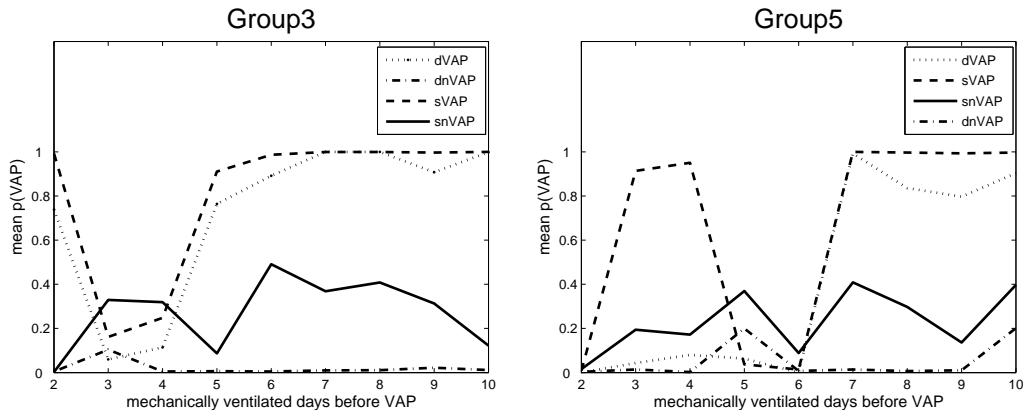 Group3
dVAP
dnVAP
sVAP
snVAP
1
0.8
0.6
0.4
0.2
0
mean p(VAP)
2 3 4 5 6 7 8 9 10
mechanically ventilated days before VAP
Group5
dVAP
sVAP
snVAP
dnVAP
1
0.8
0.6
0.4
0.2
0
mean p(VAP)
2 3 4 5 6 7 8 9 10
mechanically ventilated days before VAP